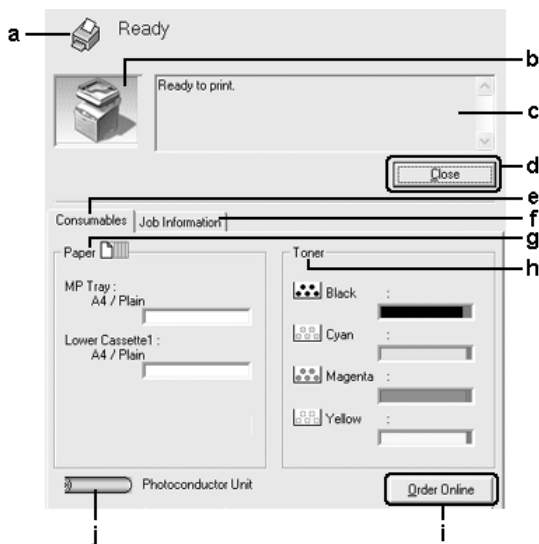 a
Ready
b
Ready to print.
c
d
Close
e
Consumables
Job Information
f
Paper
g
Toner
h
MP Tray :
A4 / Plain
Lower Cassette1 :
A4 / Plain
Black :
Cyan :
Magenta :
Yellow :
Photoconductor Unit
Order Online
j
i